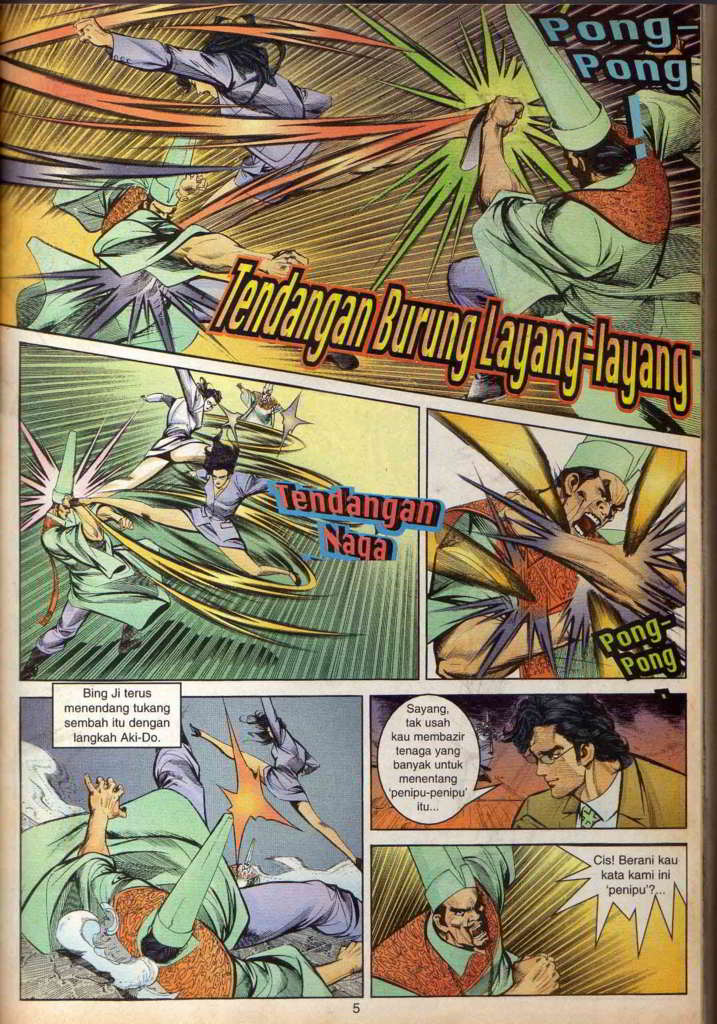 Pong-
Pong
!
Tendangan Burung Layang-layang
Tendangan
Naga
Pong-
Pong
Bing Ji terus
menendang tukang
sembah itu dengan
langkah Aki-Do.
Sayang,
tak usah
kau membazir
tenaga yang
banyak untuk
menentang
‘penipu-penipu’
itu...
Cis! Berani kau
kata kami ini
‘penipu’?...
5